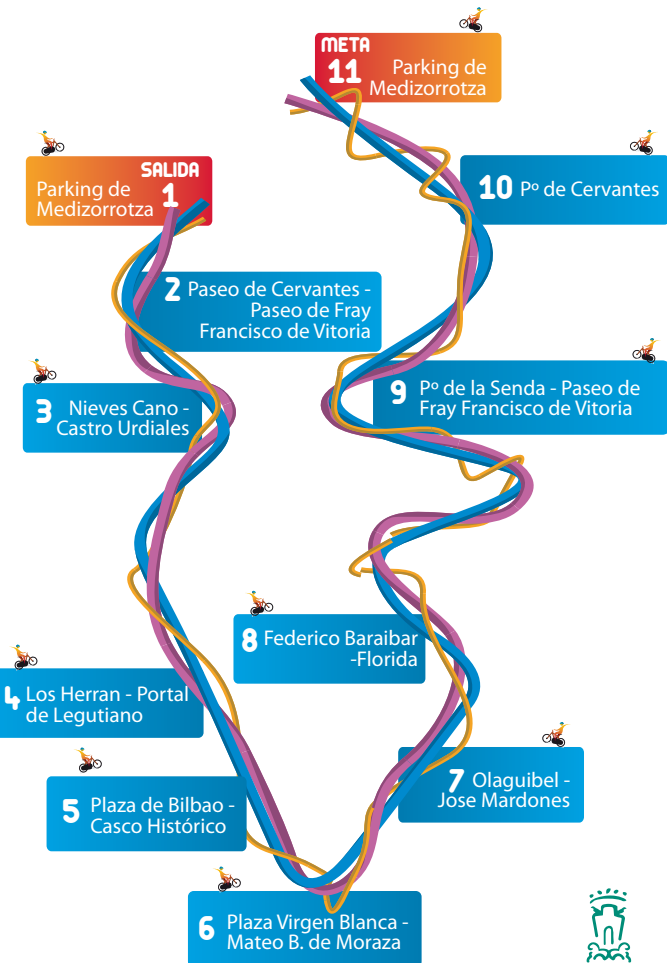 SALIDA
1
Parking de
Medizorrotza
2 Paseo de Cervantes -
Paseo de Fray
Francisco de Vitoria
3 Nieves Cano -
Castro Urdiales
4 Los Herran - Portal
de Legutiano
5 Plaza de Bilbao -
Casco Histórico
6 Plaza Virgen Blanca -
Mateo B. de Moraza
7 Olaguibel -
Jose Mardones
8 Federico Baraibar
-Florida
9 Pº de la Senda - Paseo de
Fray Francisco de Vitoria
10 Pº de Cervantes
META
11 Parking de
Medizorrotza